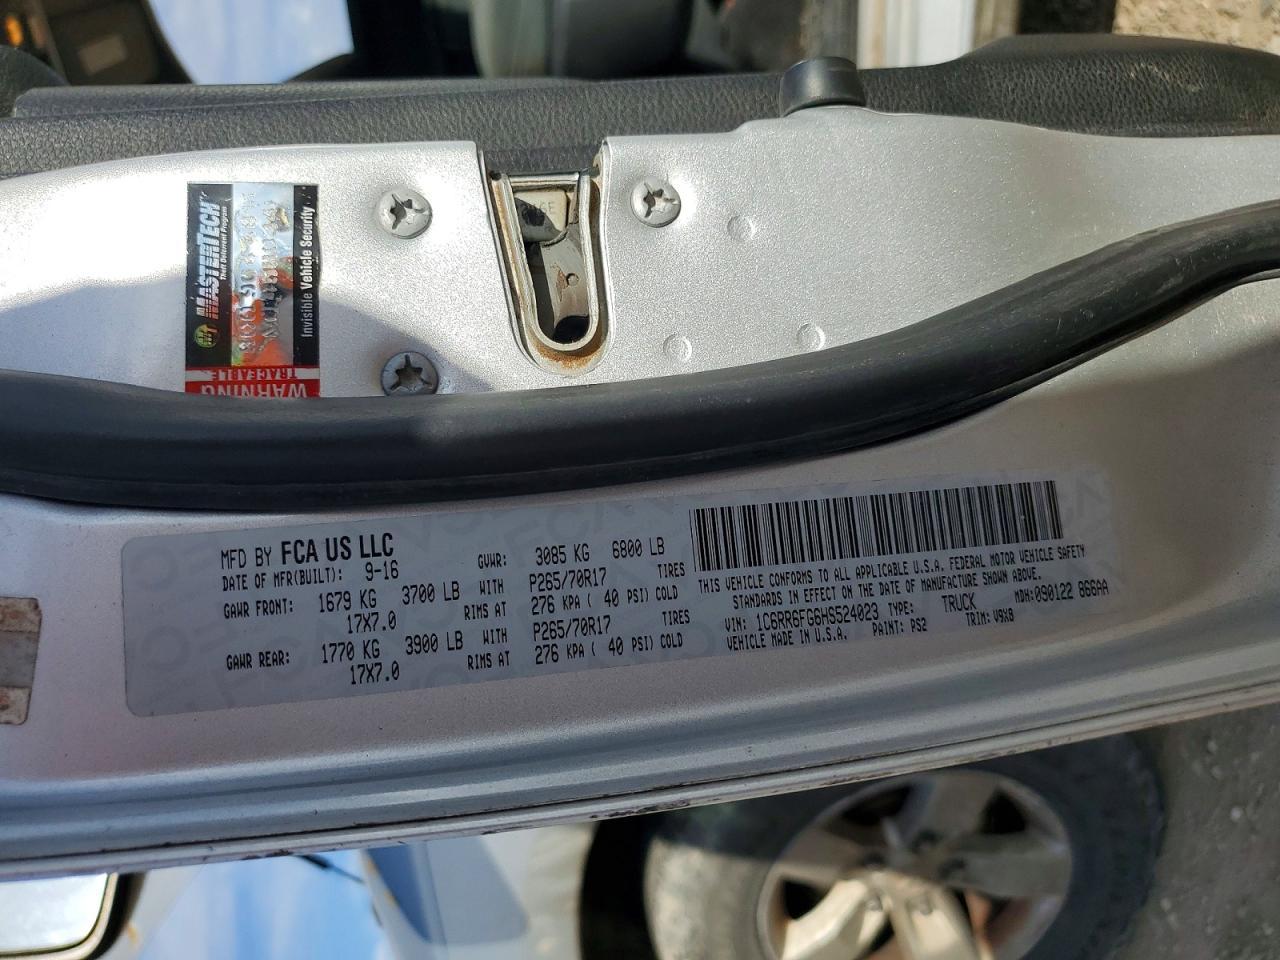 MASTERTECH
Theft Deterrent Program
Invisible Vehicle Security
WARNING
TRACEABLE
MFD BY FCA US LLC
DATE OF MFR(BUILT): 9-16
GVWR: 3085 KG 6800 LB
GAWR FRONT: 1679 KG 3700 LB WITH P265/70R17 TIRES
17X7.0 RIMS AT 276 KPA ( 40 PSI) COLD
GAWR REAR: 1770 KG 3900 LB WITH P265/70R17 TIRES
17X7.0 RIMS AT 276 KPA ( 40 PSI) COLD
THIS VEHICLE CONFORMS TO ALL APPLICABLE U.S.A. FEDERAL MOTOR VEHICLE SAFETY
STANDARDS IN EFFECT ON THE DATE OF MANUFACTURE SHOWN ABOVE.
VIN: 1C6RR6FG6HS524023 TYPE: TRUCK MDH:090122 866AA
VEHICLE MADE IN U.S.A. PAINT: PS2 TRIM: V9X8